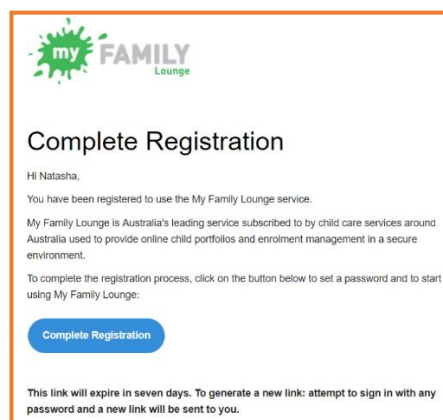 my FAMILY
Lounge
Complete Registration
Hi Natasha,
You have been registered to use the My Family Lounge service.
My Family Lounge is Australia's leading service subscribed to by child care services around
Australia used to provide online child portfolios and enrolment management in a secure
environment.
To complete the registration process, click on the button below to set a password and to start
using My Family Lounge:
Complete Registration
This link will expire in seven days. To generate a new link: attempt to sign in with any
password and a new link will be sent to you.